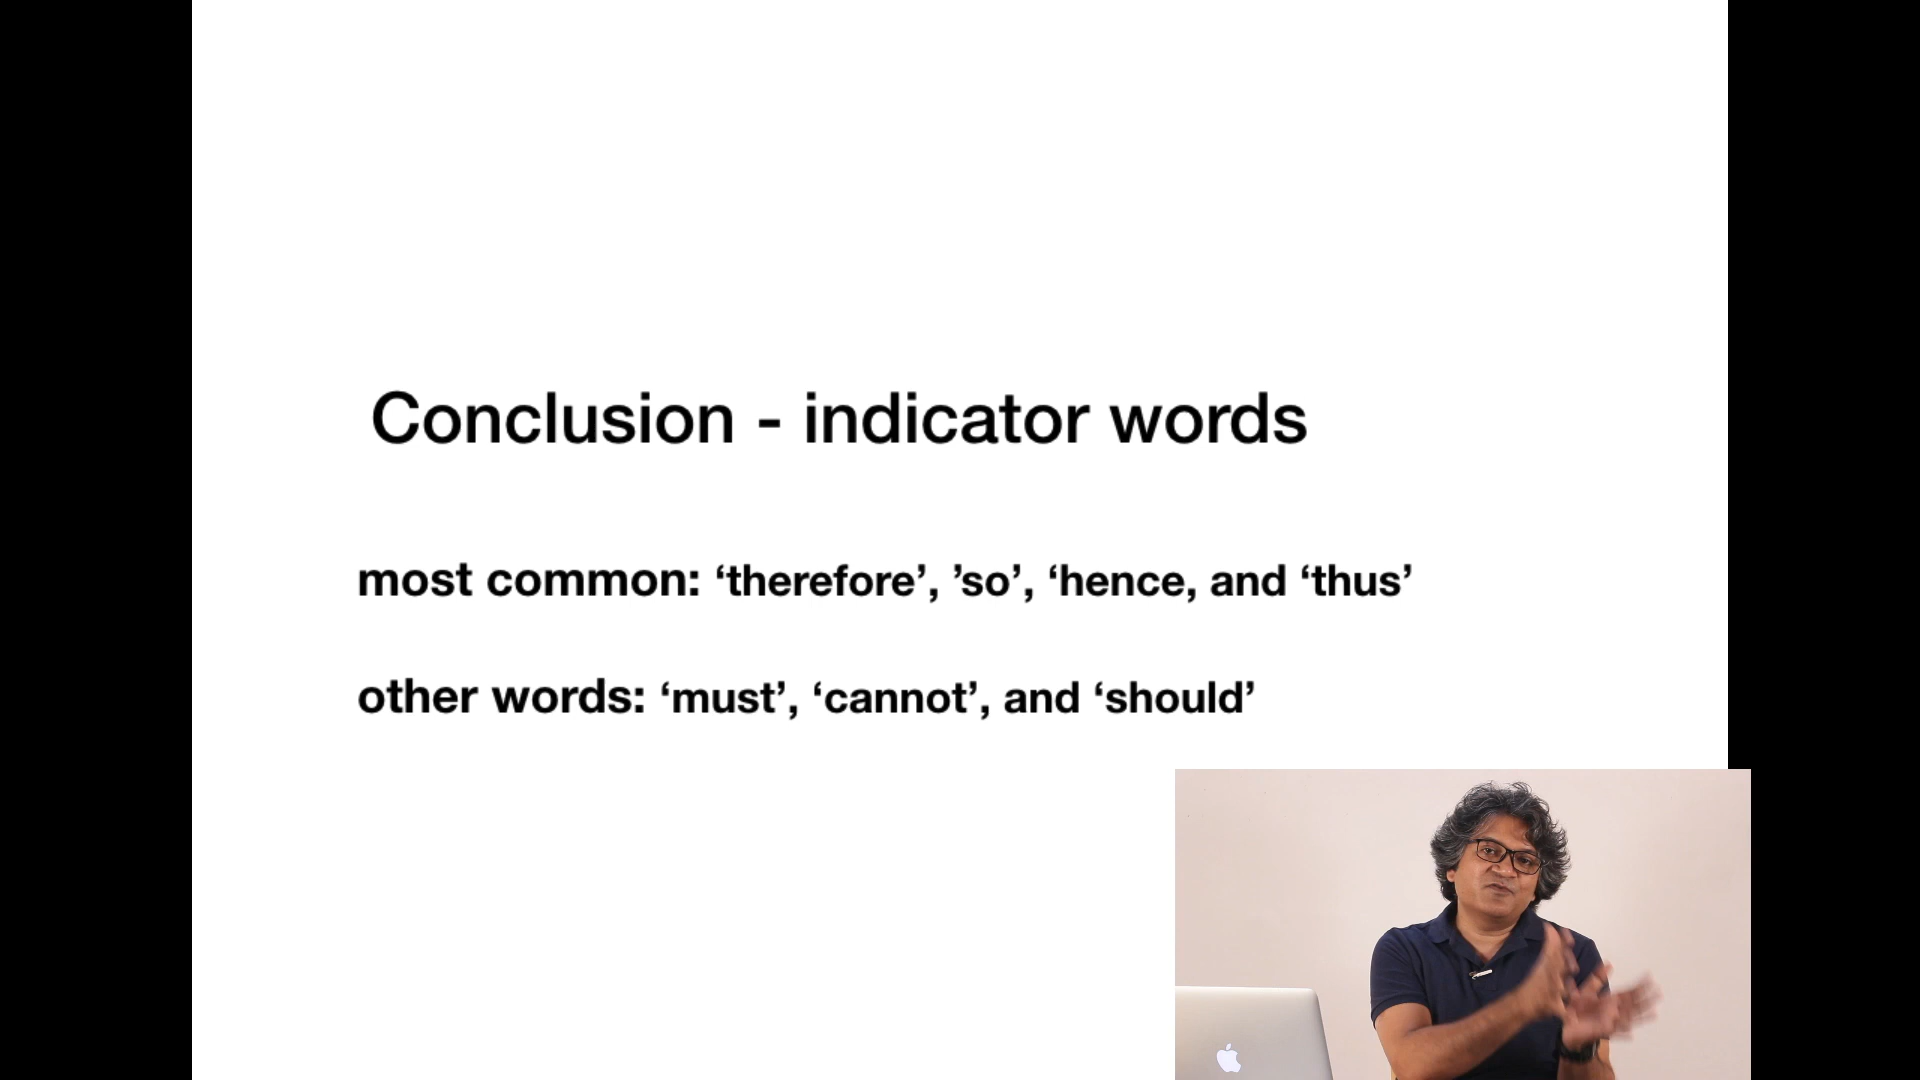 Conclusion - indicator words
most common: ‘therefore’, ’so’, ‘hence, and ‘thus’
other words: ‘must’, ‘cannot’, and ‘should’